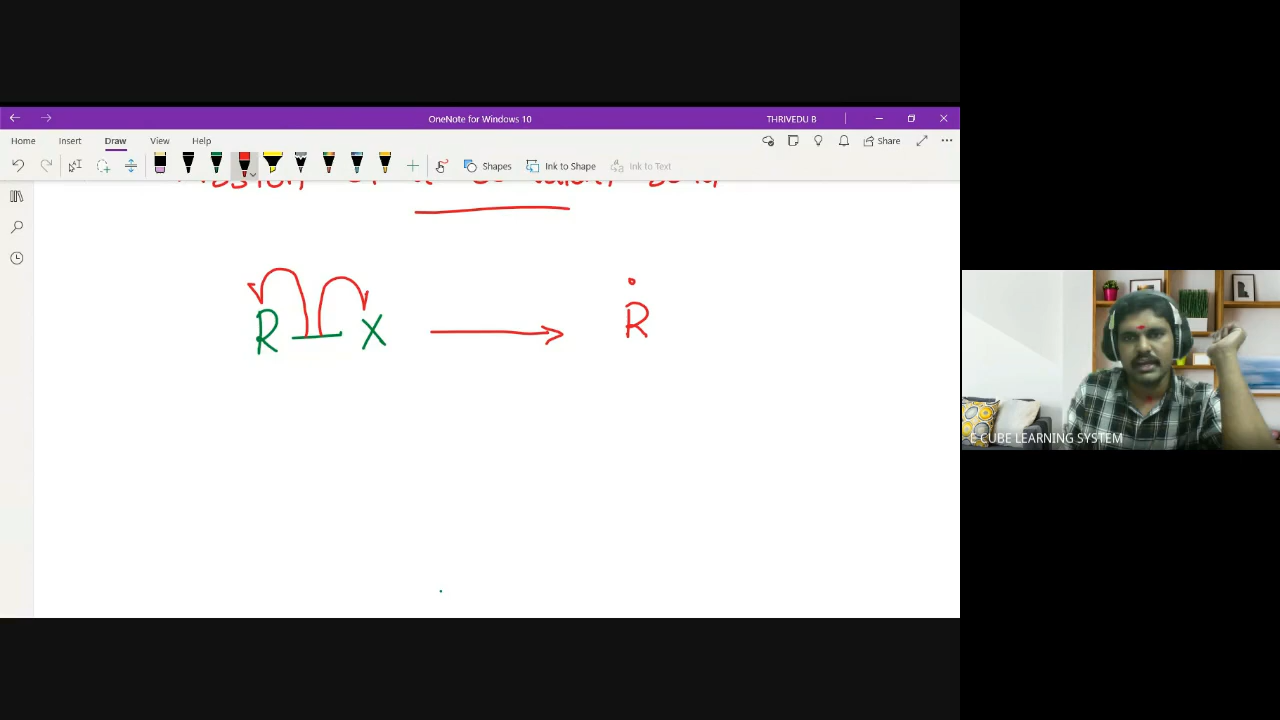 OneNote for Windows 10
THRIVEDU B
Home Insert Draw View Help
Share
Shapes Ink to Shape Ink to Text
R — X → Ṙ
E CUBE LEARNING SYSTEM